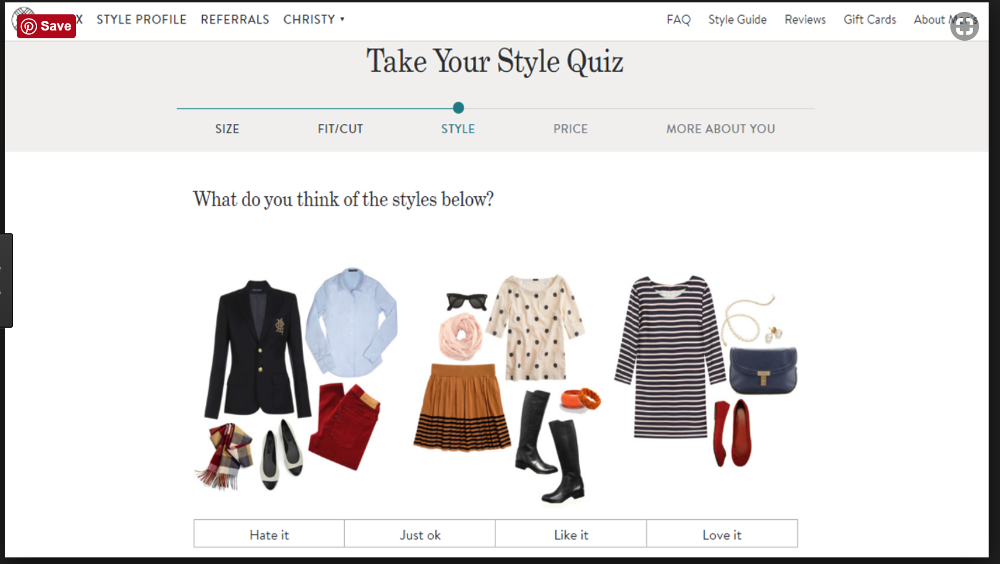 Save
X STYLE PROFILE REFERRALS CHRISTY ▾ FAQ Style Guide Reviews Gift Cards About Men's
Take Your Style Quiz
SIZE FIT/CUT STYLE PRICE MORE ABOUT YOU
What do you think of the styles below?
Hate it Just ok Like it Love it